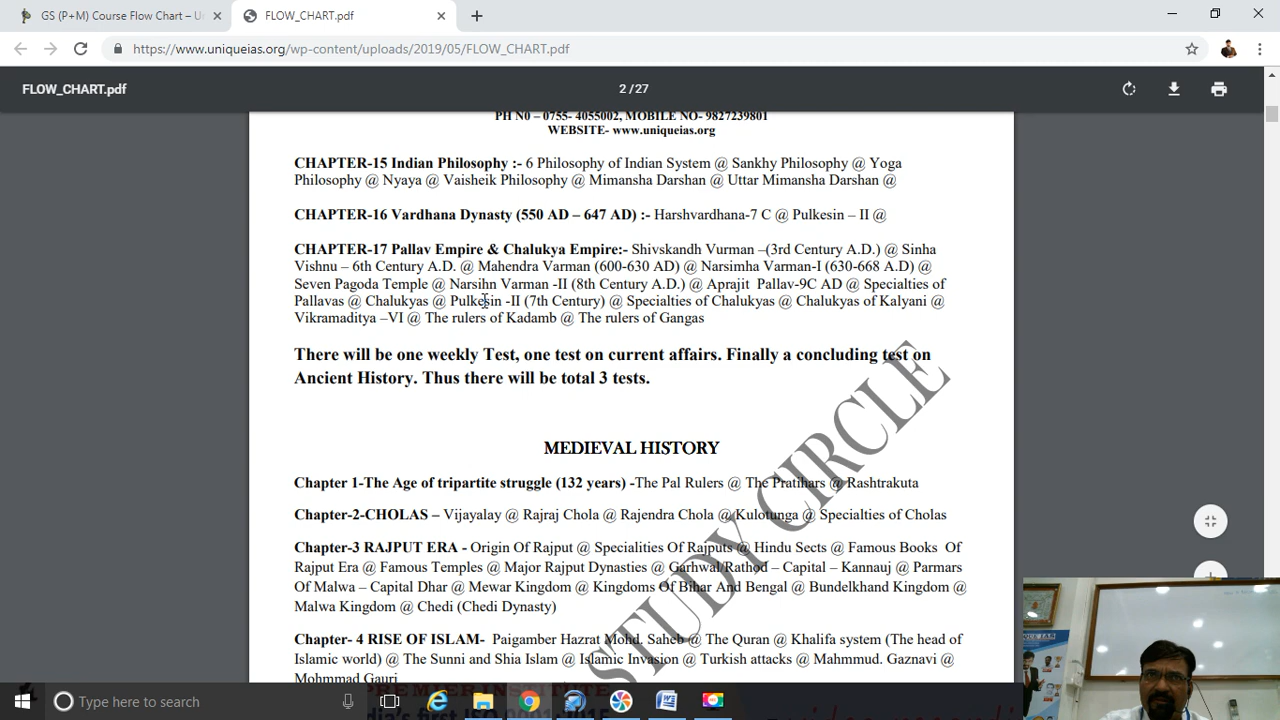 GS (P+M) Course Flow Chart – U
FLOW_CHART.pdf
https://www.uniqueias.org/wp-content/uploads/2019/05/FLOW_CHART.pdf
FLOW_CHART.pdf
2 / 27
PH N0 – 0755- 4055002, MOBILE NO- 9827239801
WEBSITE- www.uniqueias.org
CHAPTER-15 Indian Philosophy :- 6 Philosophy of Indian System @ Sankhy Philosophy @ Yoga
Philosophy @ Nyaya @ Vaisheik Philosophy @ Mimansha Darshan @ Uttar Mimansha Darshan @
CHAPTER-16 Vardhana Dynasty (550 AD – 647 AD) :- Harshvardhana-7 C @ Pulkesin – II @
CHAPTER-17 Pallav Empire & Chalukya Empire:- Shivskandh Vurman –(3rd Century A.D.) @ Sinha
Vishnu – 6th Century A.D. @ Mahendra Varman (600-630 AD) @ Narsimha Varman-I (630-668 A.D) @
Seven Pagoda Temple @ Narsihn Varman -II (8th Century A.D.) @ Aprajit Pallav-9C AD @ Specialties of
Pallavas @ Chalukyas @ Pulkesin -II (7th Century) @ Specialties of Chalukyas @ Chalukyas of Kalyani @
Vikramaditya –VI @ The rulers of Kadamb @ The rulers of Gangas
There will be one weekly Test, one test on current affairs. Finally a concluding test on
Ancient History. Thus there will be total 3 tests.
MEDIEVAL HISTORY
Chapter 1-The Age of tripartite struggle (132 years) -The Pal Rulers @ The Pratihars @ Rashtrakuta
Chapter-2-CHOLAS – Vijayalay @ Rajraj Chola @ Rajendra Chola @ Kulotunga @ Specialties of Cholas
Chapter-3 RAJPUT ERA - Origin Of Rajput @ Specialities Of Rajputs @ Hindu Sects @ Famous Books Of
Rajput Era @ Famous Temples @ Major Rajput Dynasties @ Garhwal/Rathod – Capital – Kannauj @ Parmars
Of Malwa – Capital Dhar @ Mewar Kingdom @ Kingdoms Of Bihar And Bengal @ Bundelkhand Kingdom @
Malwa Kingdom @ Chedi (Chedi Dynasty)
Chapter- 4 RISE OF ISLAM- Paigamber Hazrat Mohd. Saheb @ The Quran @ Khalifa system (The head of
Islamic world) @ The Sunni and Shia Islam @ Islamic Invasion @ Turkish attacks @ Mahmmud. Gaznavi @
Mohmmad Gauri
STUDY CIRCLE
PREMIER INSTITUTE
Type here to search